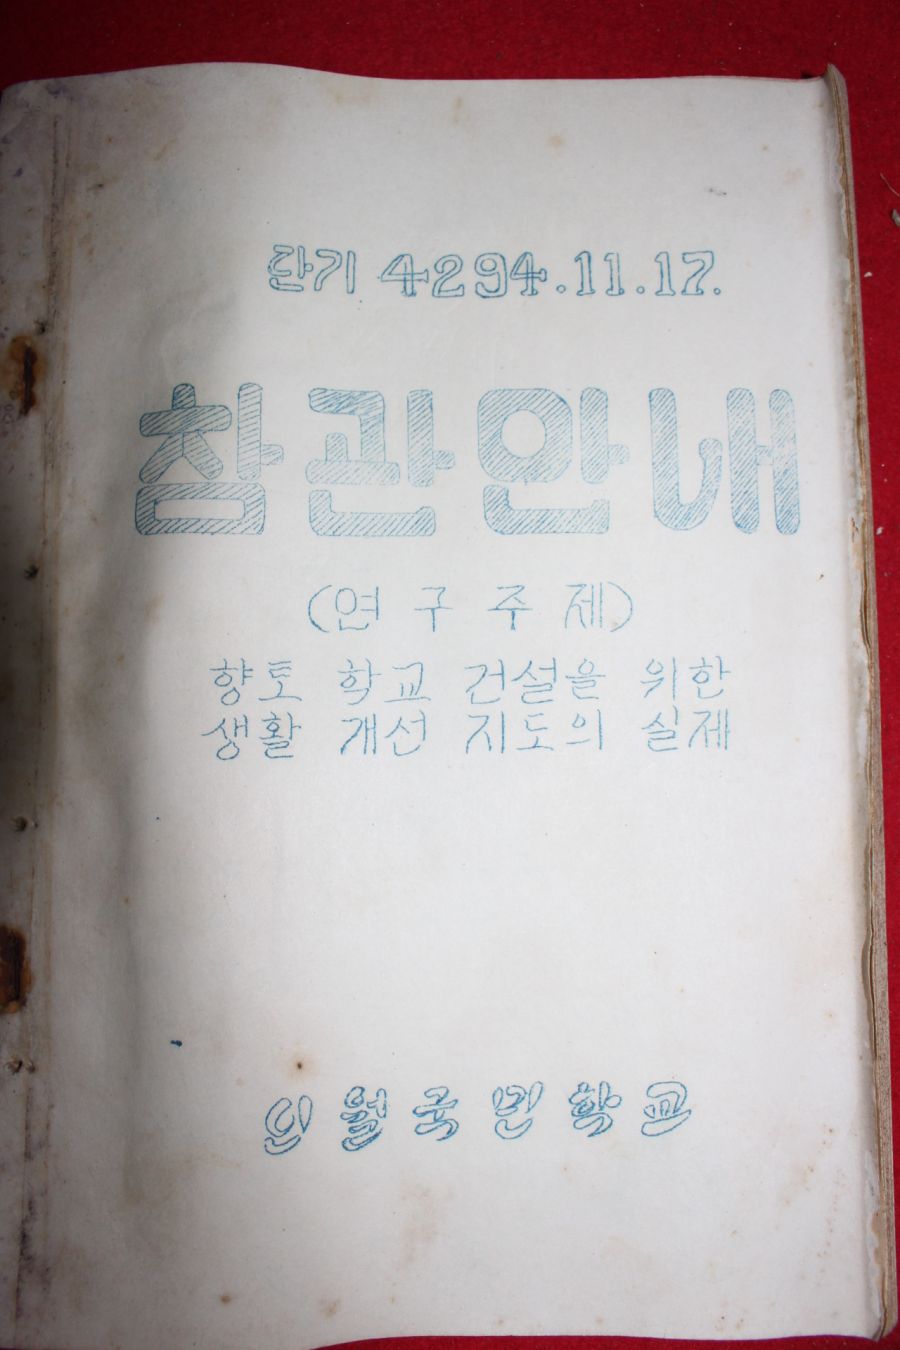 단기 4294.11.17.
참관안내
(연구주제)
향토 학교 건설을 위한
생활 개선 지도의 실제
인월국민학교